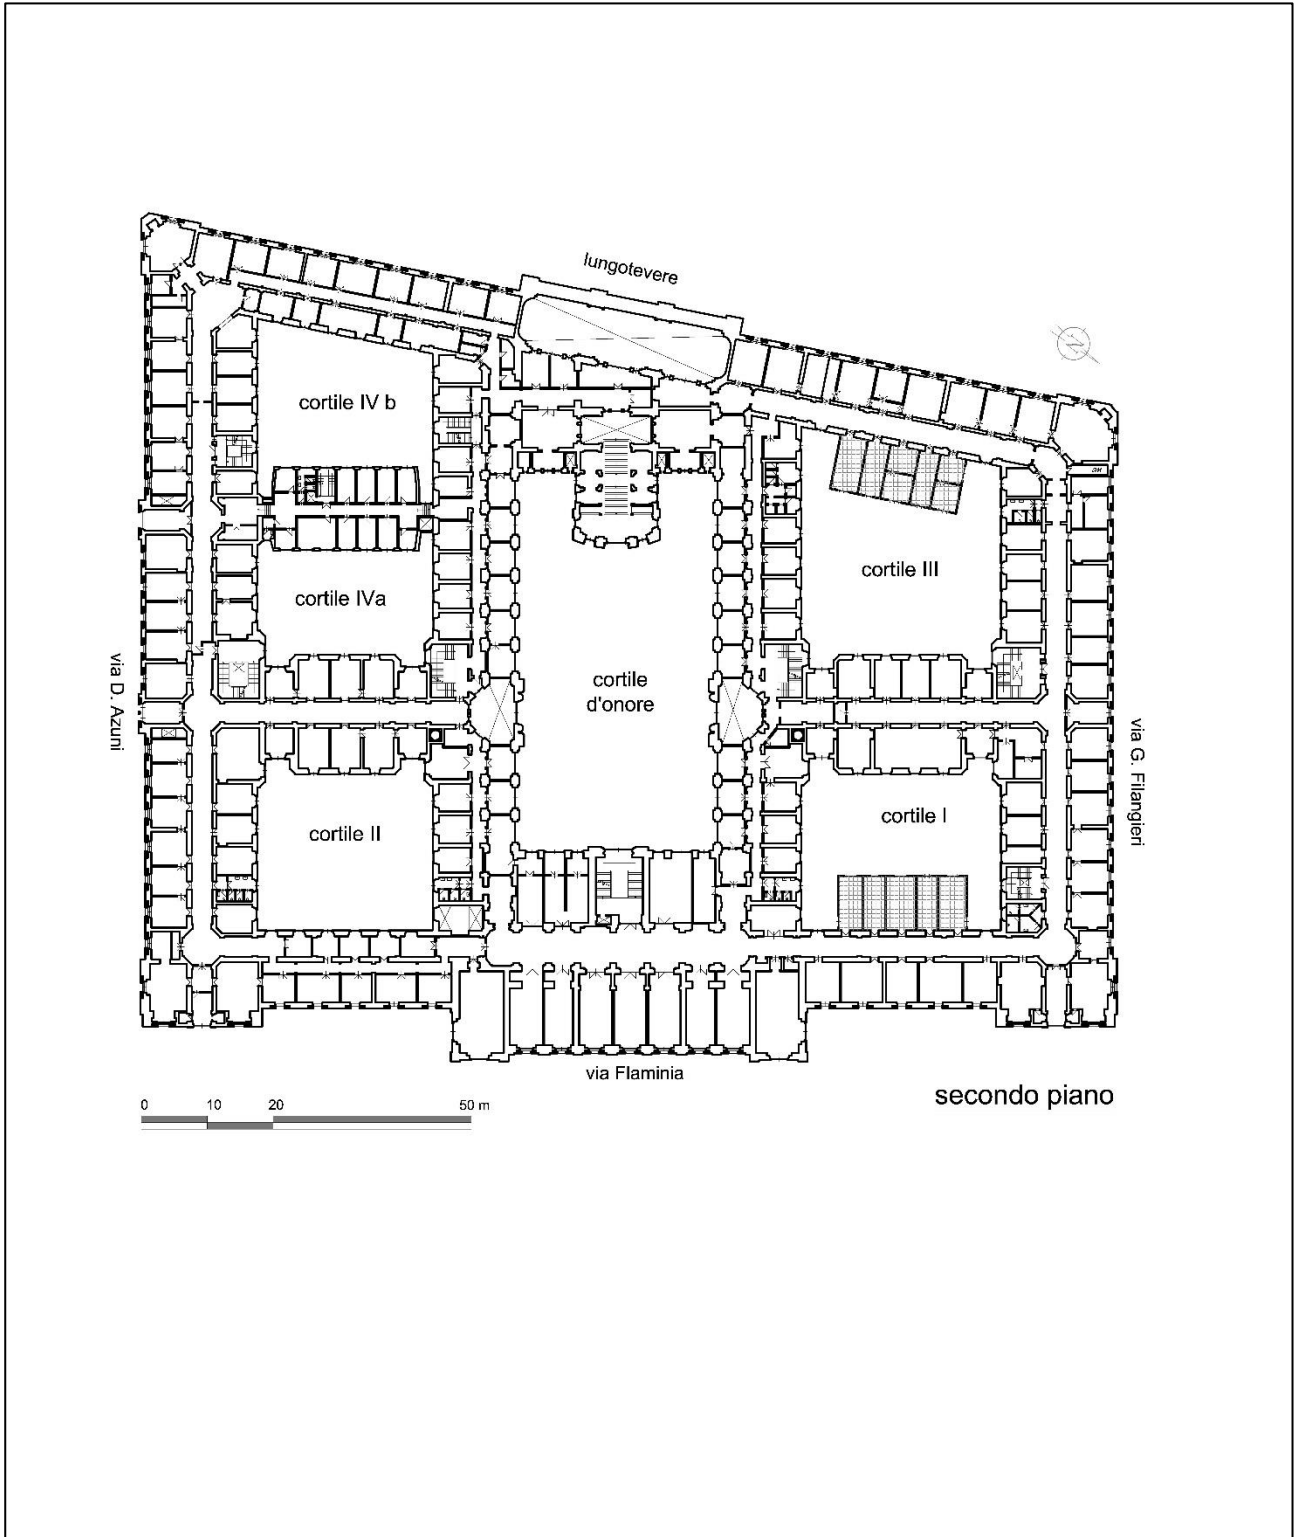 lungotevere
N
cortile IV b
cortile III
cortile IVa
via D. Azuni
cortile
d'onore
via G. Filangieri
cortile I
cortile II
via Flaminia
secondo piano
0 10 20 50 m